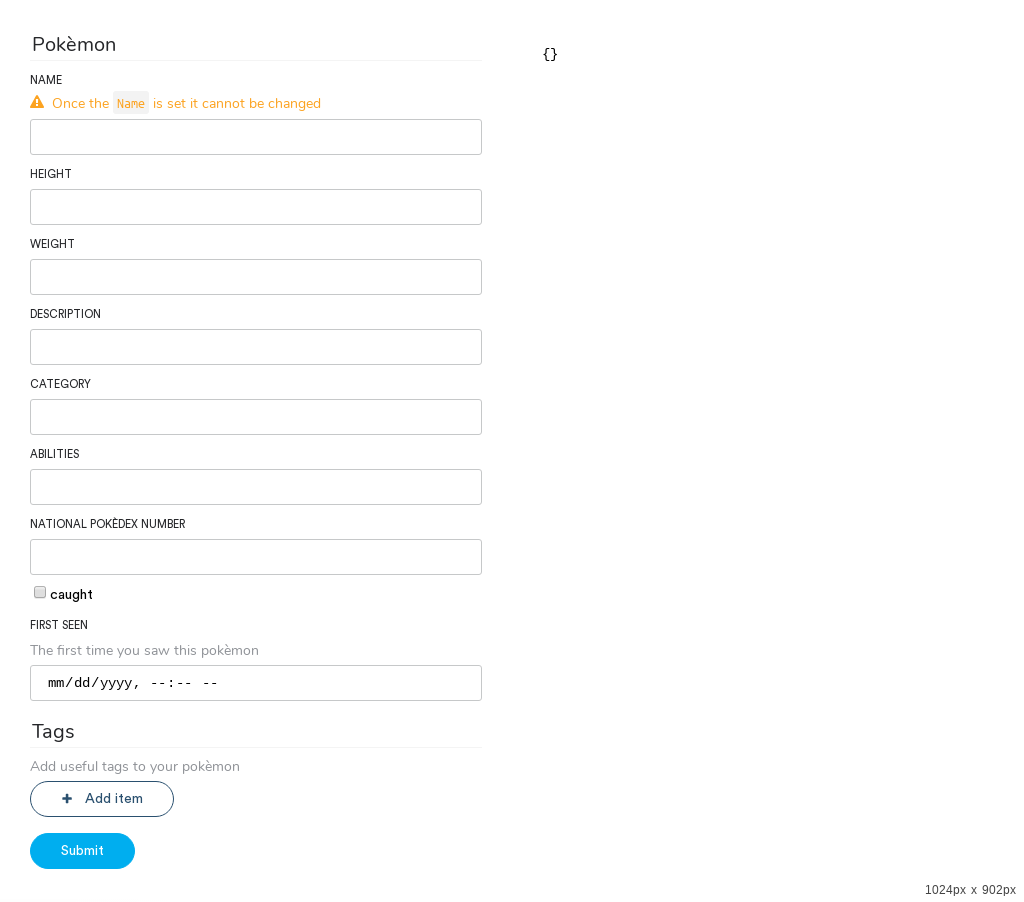 Pokèmon
{}
NAME
Once the Name is set it cannot be changed
HEIGHT
WEIGHT
DESCRIPTION
CATEGORY
ABILITIES
NATIONAL POKÈDEX NUMBER
caught
FIRST SEEN
The first time you saw this pokèmon
mm/dd/yyyy, --:-- --
Tags
Add useful tags to your pokèmon
Add item
Submit
1024px x 902px